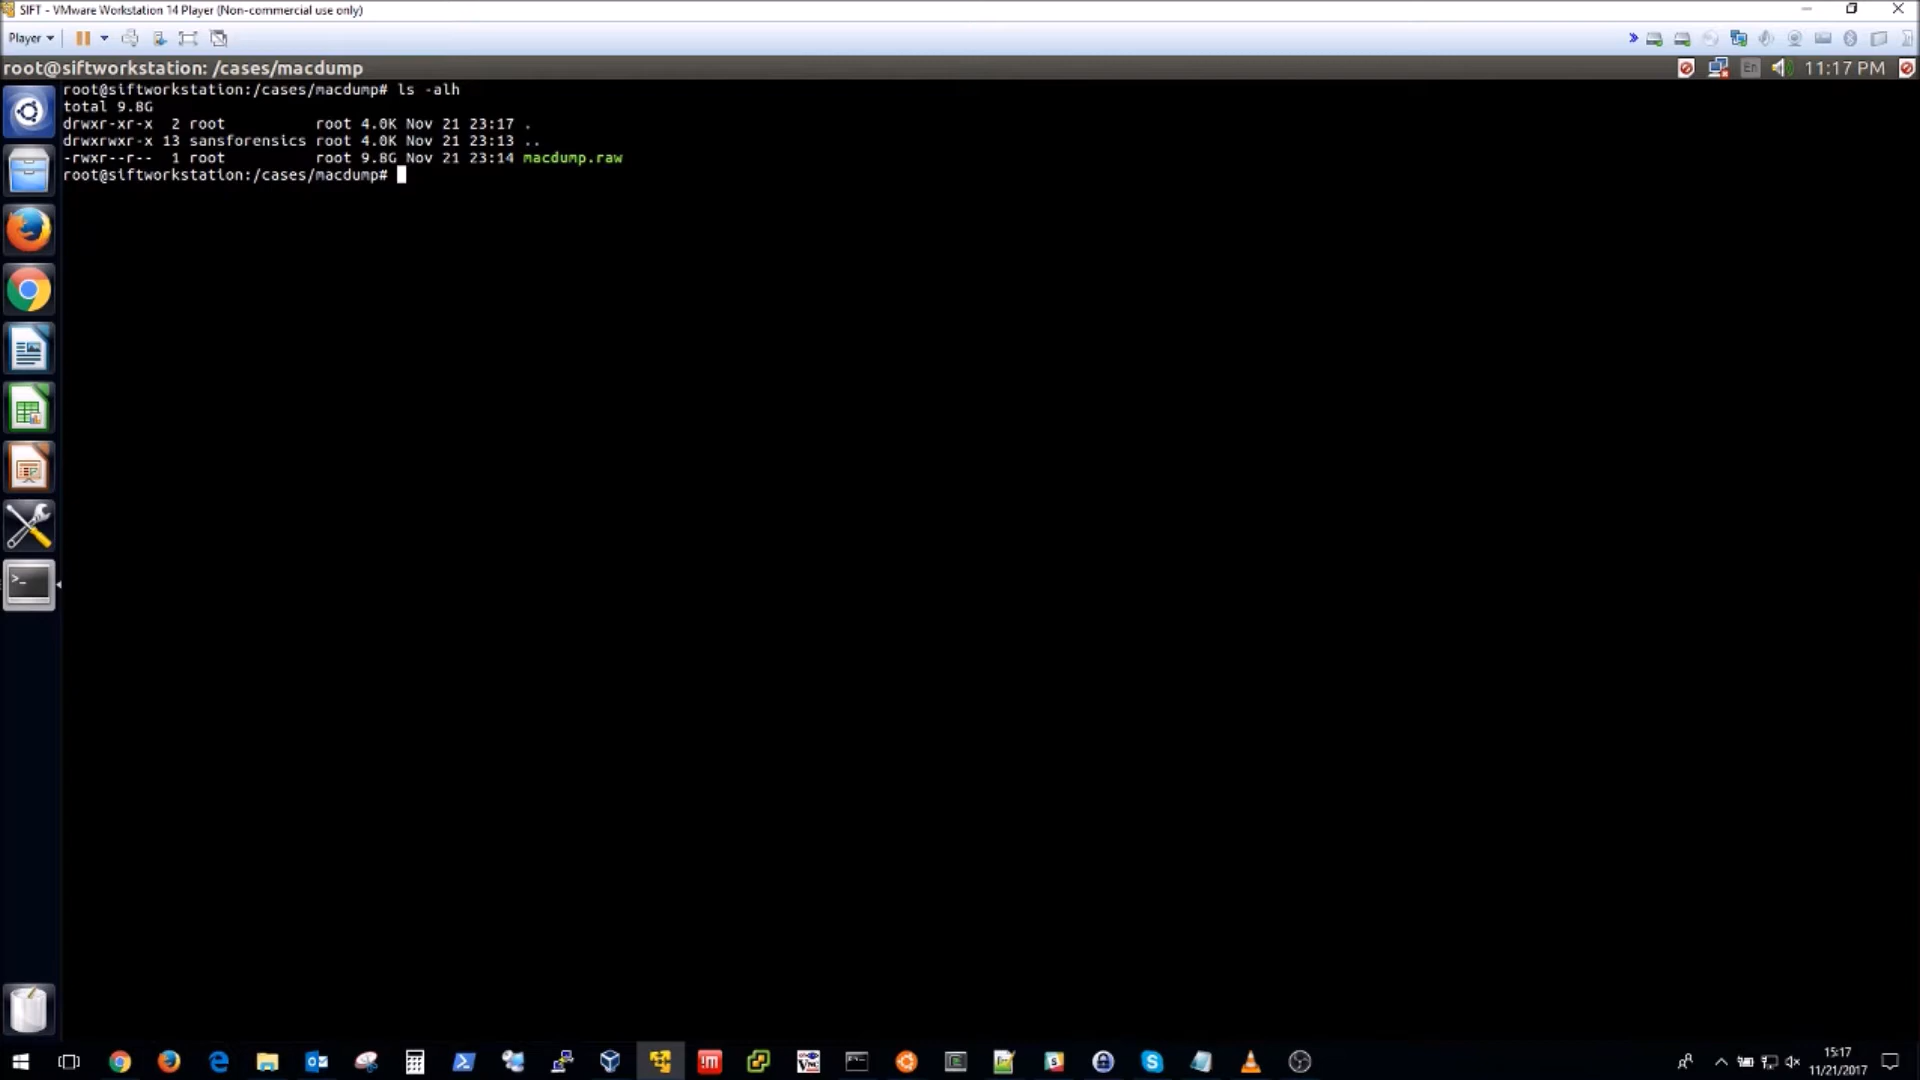 SIFT - VMware Workstation 14 Player (Non-commercial use only)
Player
root@siftworkstation: /cases/macdump
En
11:17 PM
root@siftworkstation:/cases/macdump# ls -alh
total 9.8G
drwxr-xr-x  2 root         root 4.0K Nov 21 23:17 .
drwxrwxr-x 13 sansforensics root 4.0K Nov 21 23:13 ..
-rwxr--r--  1 root         root 9.8G Nov 21 23:14 macdump.raw
root@siftworkstation:/cases/macdump#
15:17
11/21/2017